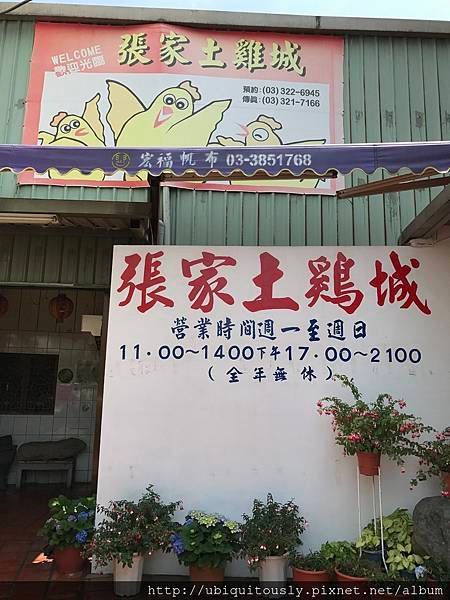 WELCOME
歡迎光臨
張家土雞城
預約:(03)322-6945
傳真:(03)321-7166
宏福帆布 03-3851768
張家土鷄城
營業時間週一至週日
11·00~1400下午17·00~2100
(全年無休)
http://ubiquitously1.pixnet.net/album